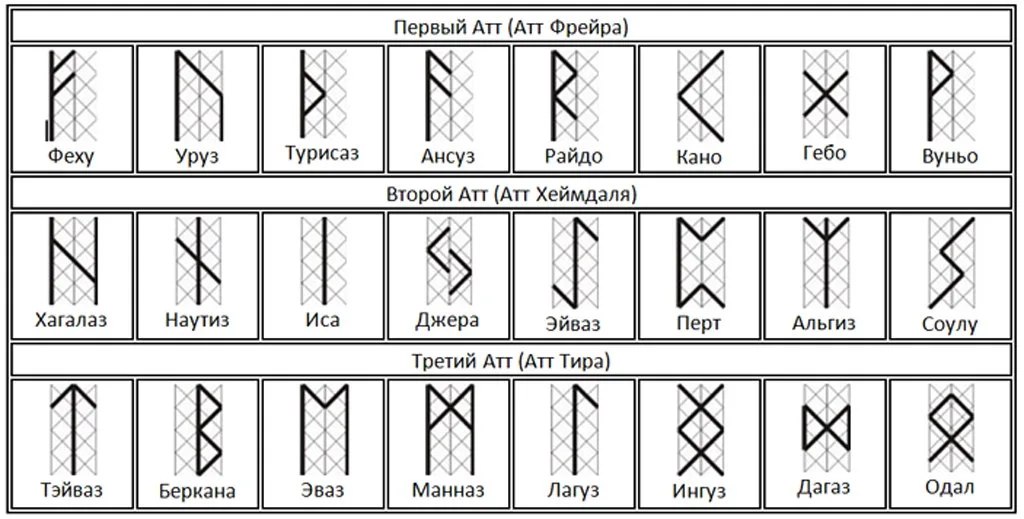 Первый Атт (Атт Фрейра)
Феху Уруз Турисаз Ансуз Райдо Кано Гебо Вуньо
Второй Атт (Атт Хеймдаля)
Хагалаз Наутиз Иса Джера Эйваз Перт Альгиз Соулу
Третий Атт (Атт Тира)
Тэйваз Беркана Эваз Манназ Лагуз Ингуз Дагаз Одал